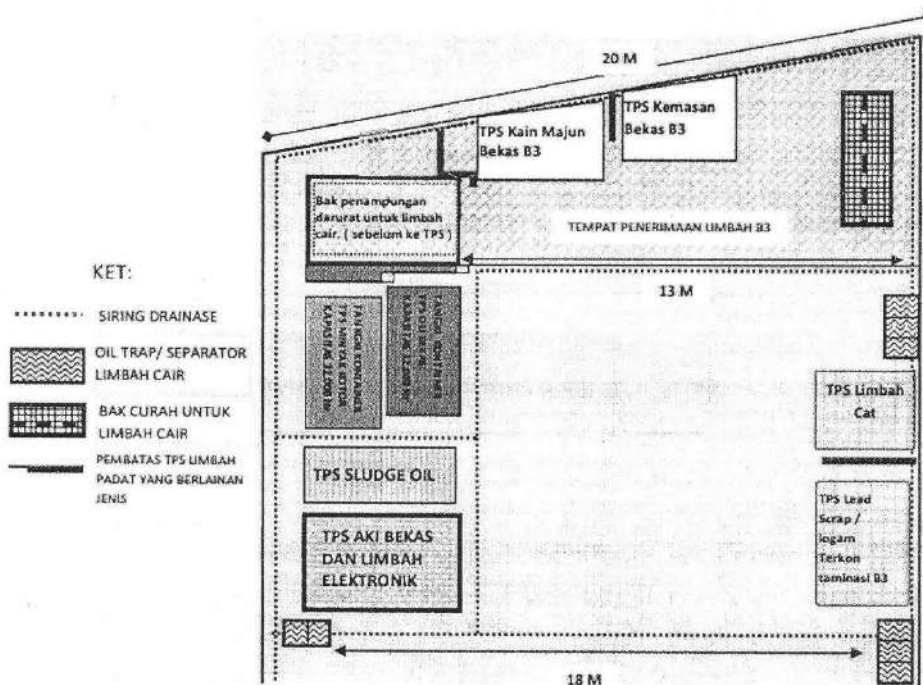 20 M
TPS Kain Majun
Bekas B3
TPS Kemasan
Bekas B3
Bak penampungan
darurat untuk limbah
cair. ( sebelum ke TPS )
TEMPAT PENERIMAAN LIMBAH B3
13 M
KET:
SIRING DRAINASE
OIL TRAP/ SEPARATOR
LIMBAH CAIR
BAK CURAH UNTUK
LIMBAH CAIR
PEMBATAS TPS LIMBAH
PADAT YANG BERLAINAN
JENIS
TPS SLUDGE OIL
TPS AKI BEKAS
DAN LIMBAH
ELEKTRONIK
TPS Limbah
Cat
TPS Lead
Scrap /
logam
Terkon
taminasi B3
18 M